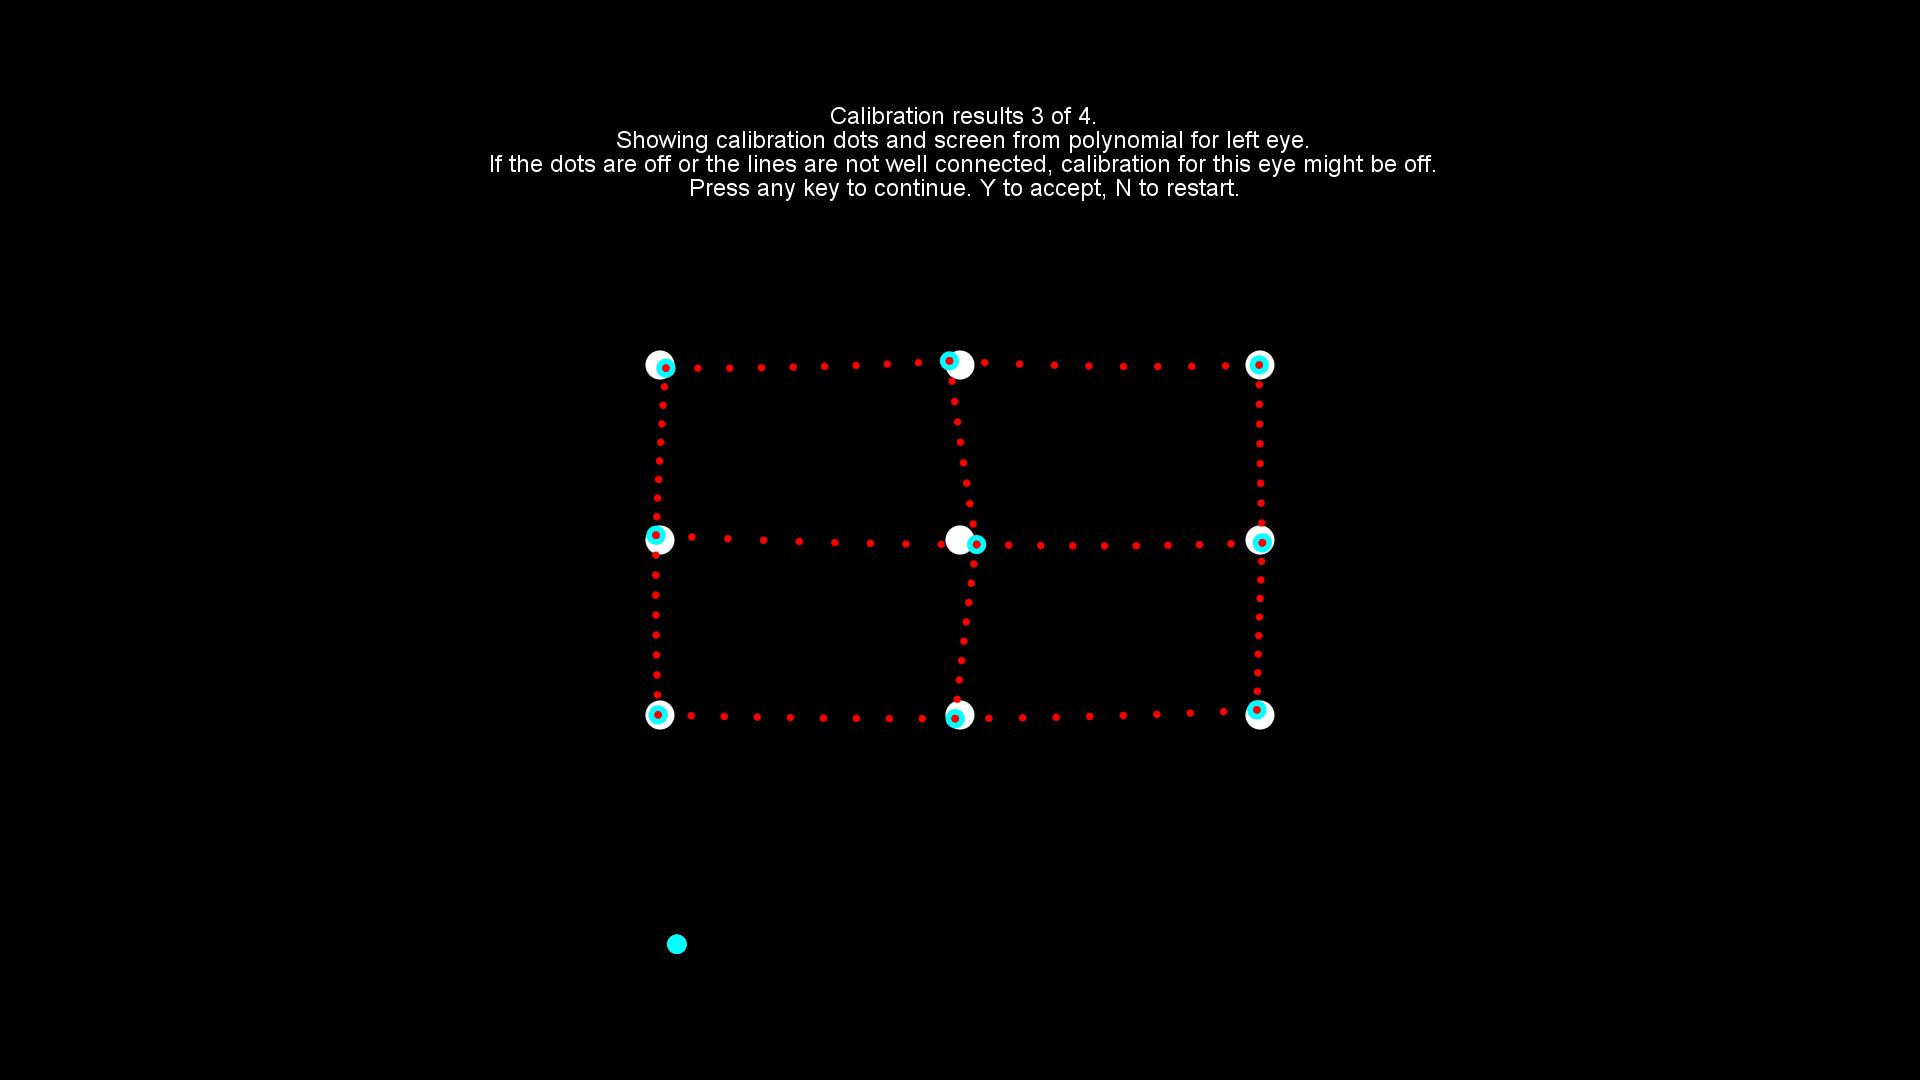 Calibration results 3 of 4.
Showing calibration dots and screen from polynomial for left eye.
If the dots are off or the lines are not well connected, calibration for this eye might be off.
Press any key to continue. Y to accept, N to restart.